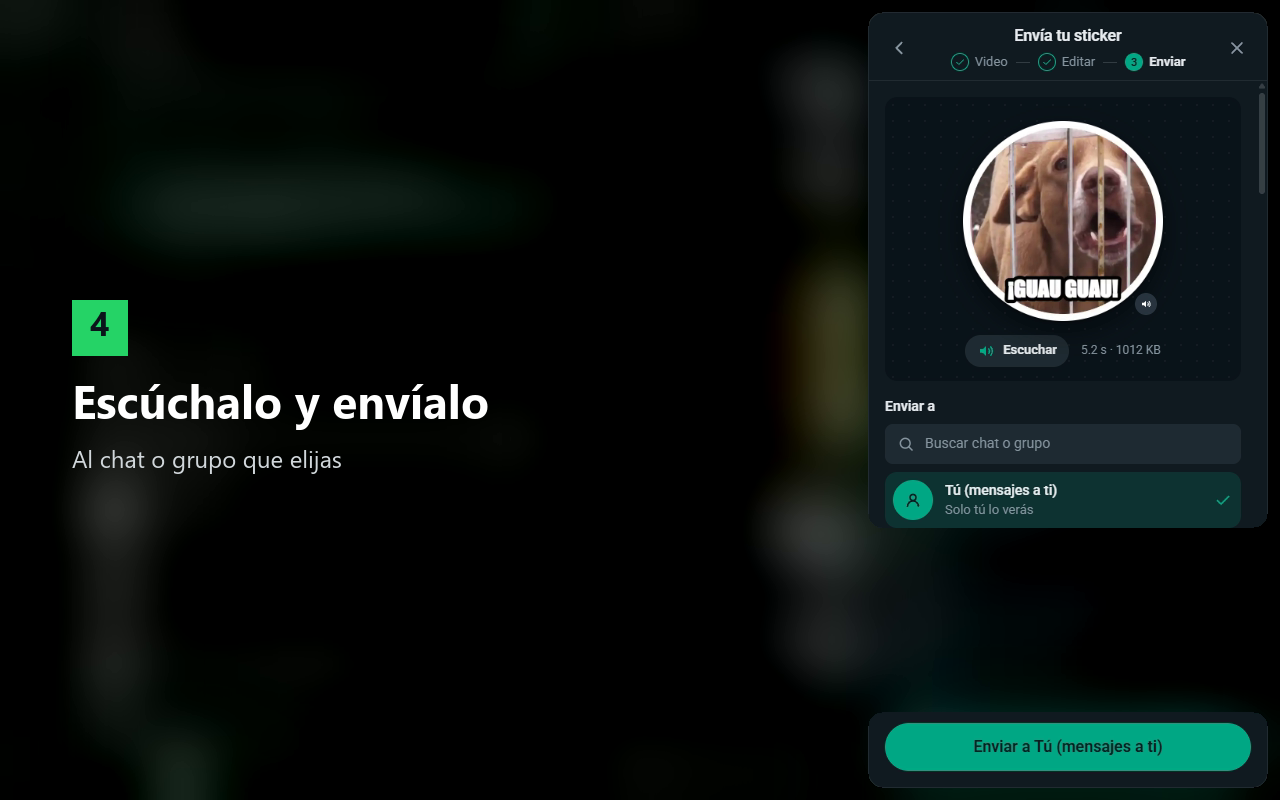 4
Escúchalo y envíalo
Al chat o grupo que elijas
Envía tu sticker
Video
Editar
3 Enviar
¡GUAU GUAU!
Escuchar
5.2 s · 1012 KB
Enviar a
Buscar chat o grupo
Tú (mensajes a ti)
Solo tú lo verás
Enviar a Tú (mensajes a ti)